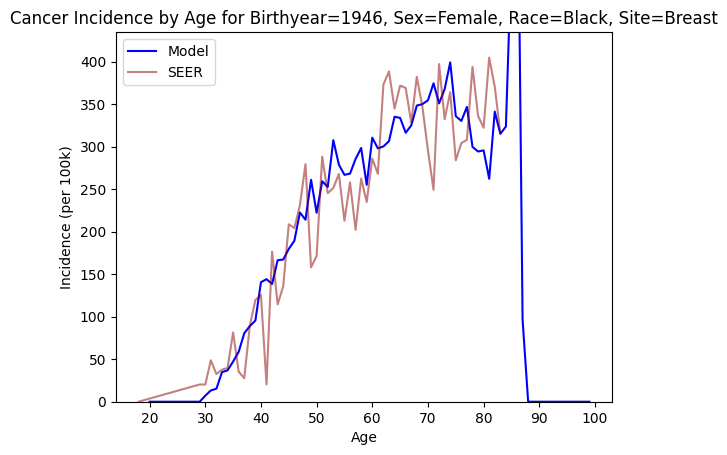 Cancer Incidence by Age for Birthyear=1946, Sex=Female, Race=Black, Site=Breast
Model
SEER
400
350
300
250
200
150
100
50
0
Incidence (per 100k)
20 30 40 50 60 70 80 90 100
Age